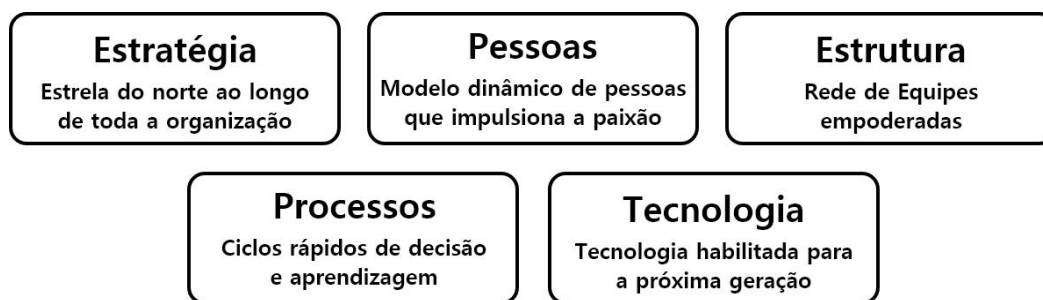 Estratégia
Estrela do norte ao longo
de toda a organização
Pessoas
Modelo dinâmico de pessoas
que impulsiona a paixão
Estrutura
Rede de Equipes
empoderadas
Processos
Ciclos rápidos de decisão
e aprendizagem
Tecnologia
Tecnologia habilitada para
a próxima geração